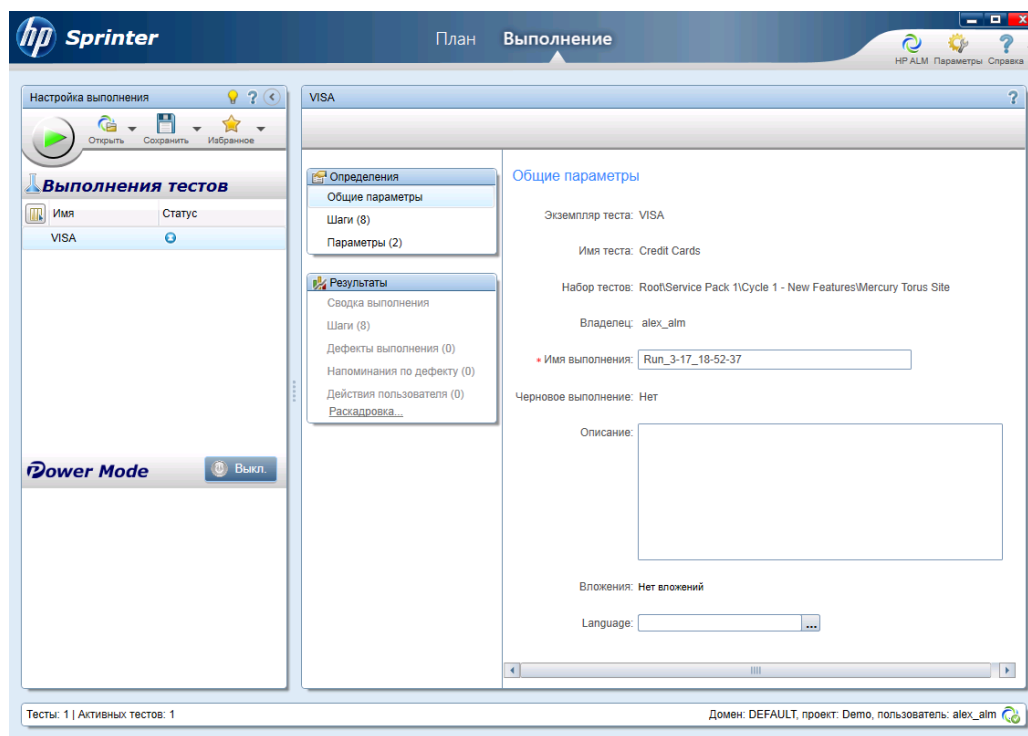 hp Sprinter
План
Выполнение
HP ALM Параметры Справка
Настройка выполнения
Открыть Сохранить Избранное
Выполнения тестов
Имя Статус
VISA
Power Mode
Выкл.
VISA
Определения
Общие параметры
Шаги (8)
Параметры (2)
Результаты
Сводка выполнения
Шаги (8)
Дефекты выполнения (0)
Напоминания по дефекту (0)
Действия пользователя (0)
Раскадровка...
Общие параметры
Экземпляр теста: VISA
Имя теста: Credit Cards
Набор тестов: Root\Service Pack 1\Cycle 1 - New Features\Mercury Torus Site
Владелец: alex_alm
* Имя выполнения: Run_3-17_18-52-37
Черновое выполнение: Нет
Описание:
Вложения: Нет вложений
Language: ...
Тесты: 1 | Активных тестов: 1
Домен: DEFAULT, проект: Demo, пользователь: alex_alm